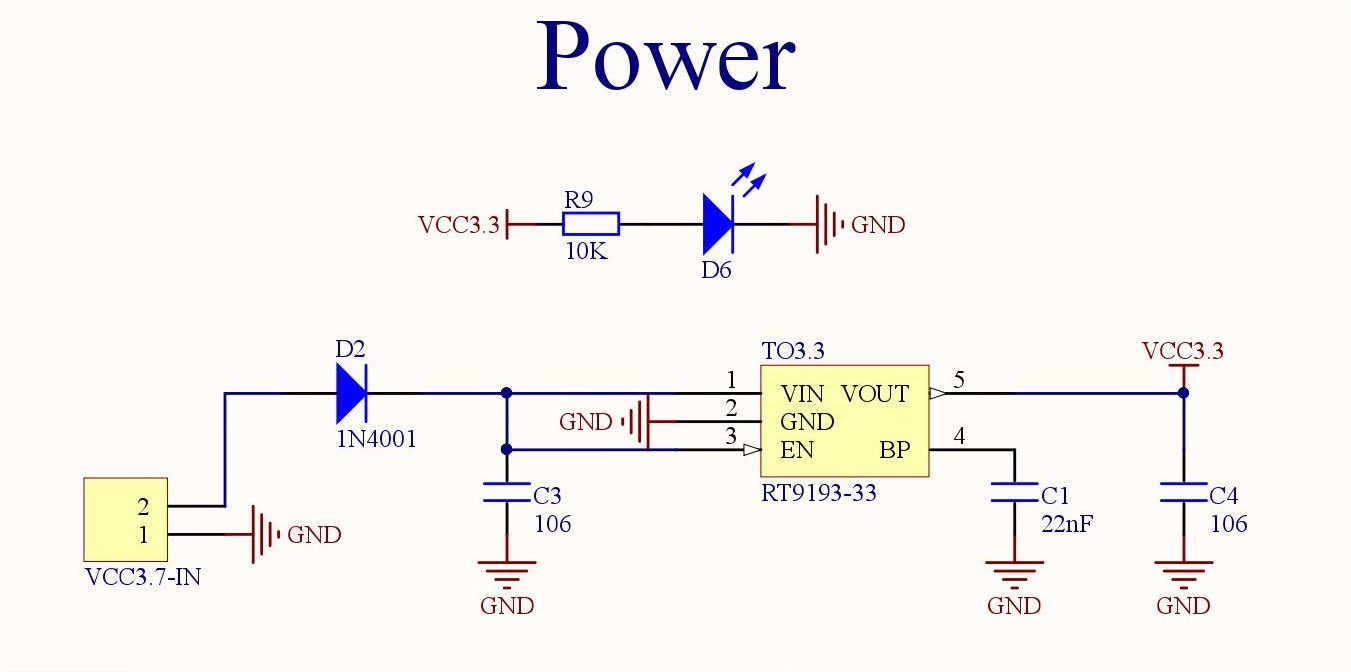 Power
R9
VCC3.3
GND
10K
D6
D2
TO3.3
VCC3.3
1
VIN
VOUT
5
GND
2
GND
3
EN
BP
4
1N4001
RT9193-33
2
C3
C1
C4
106
22nF
106
1
GND
VCC3.7-IN
GND
GND
GND